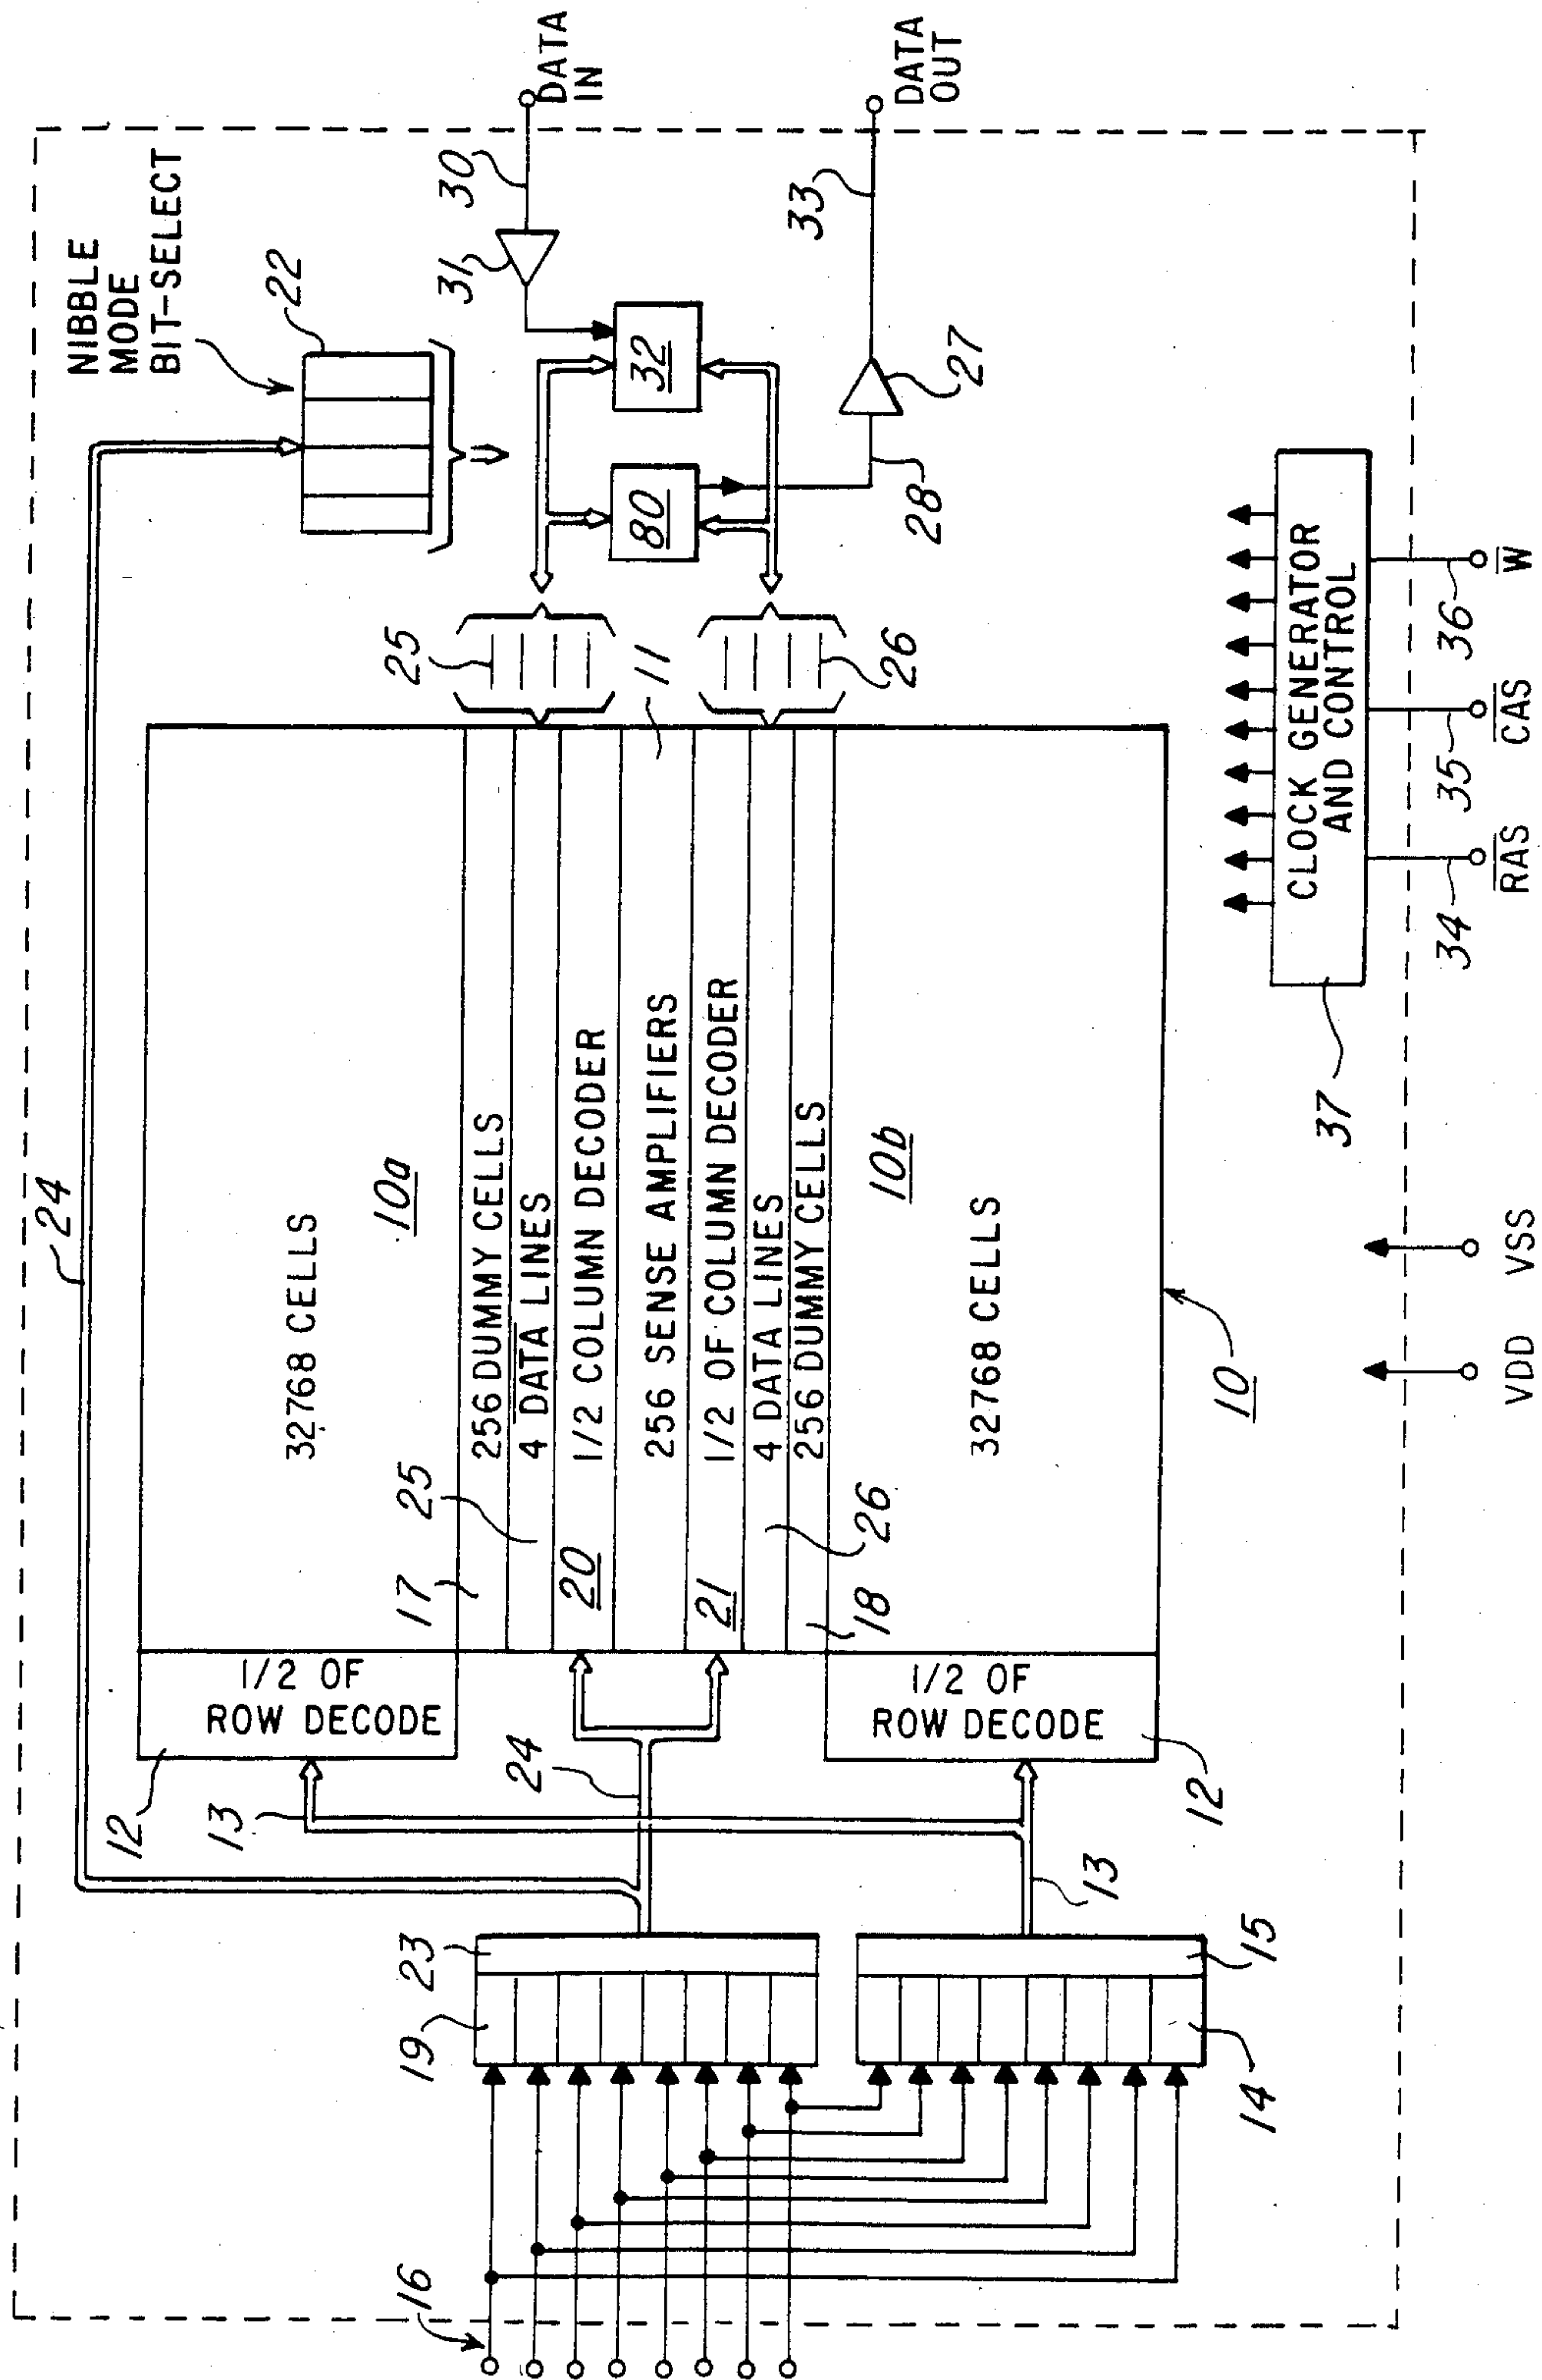 24
NIBBLE
MODE
BIT-SELECT
22
12
1/2 OF
ROW DECODE
32768 CELLS
10a
13
17
25
256 DUMMY CELLS
4 D̅A̅T̅A̅ LINES
1/2 COLUMN DECODER
256 SENSE AMPLIFIERS
1/2 OF COLUMN DECODER
4 DATA LINES
256 DUMMY CELLS
20
21
24
26
18
10b
32768 CELLS
1/2 OF
ROW DECODE
12
13
10
25
11
26
80
32
31
30
DATA
IN
33
DATA
OUT
28
27
19
23
15
14
16
CLOCK GENERATOR
AND CONTROL
37
34
R̅A̅S̅
35
C̅A̅S̅
36
W̅
VDD
VSS